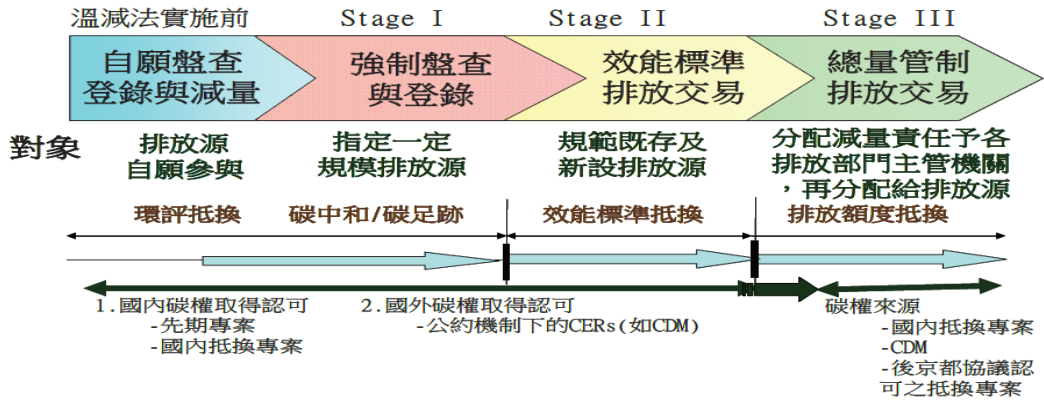 溫減法實施前
Stage I
Stage II
Stage III
自願盤查
登錄與減量
強制盤查
與登錄
效能標準
排放交易
總量管制
排放交易
對象
排放源
自願參與
指定一定
規模排放源
規範既存及
新設排放源
分配減量責任予各
排放部門主管機關
，再分配給排放源
環評抵換
碳中和/碳足跡
效能標準抵換
排放額度抵換
1.國內碳權取得認可
-先期專案
-國內抵換專案
2.國外碳權取得認可
-公約機制下的CERs(如CDM)
碳權來源
-國內抵換專案
-CDM
-後京都協議認
可之抵換專案